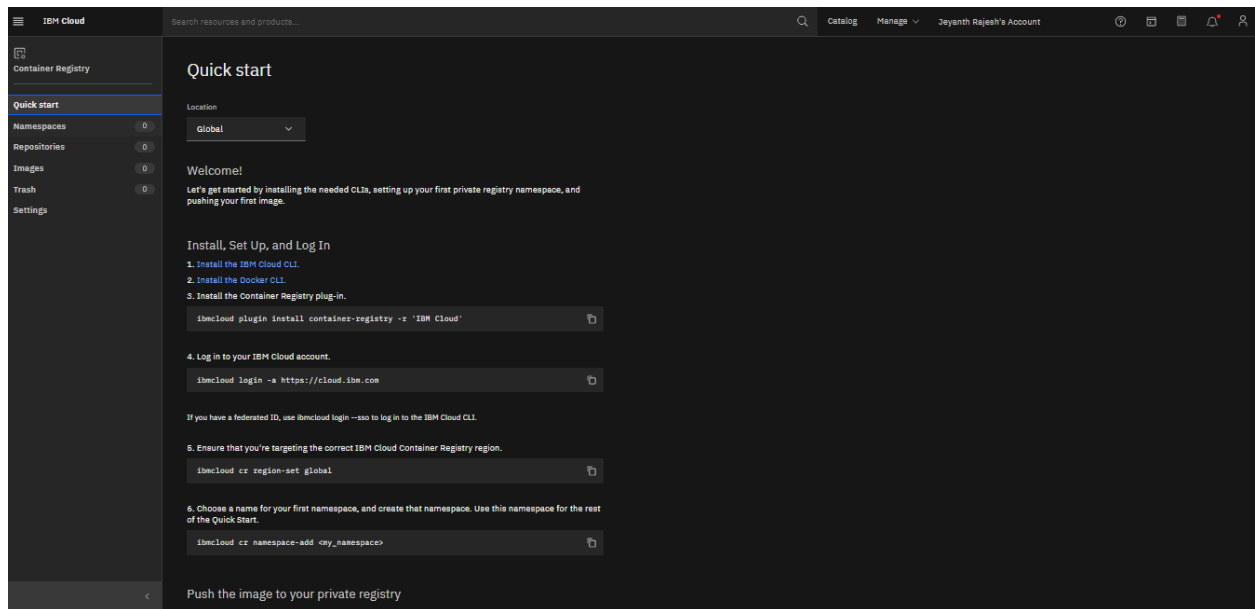 IBM Cloud
Search resources and products...
Catalog
Manage
Jeyanth Rajesh's Account
Container Registry
Quick start
Namespaces 0
Repositories 0
Images 0
Trash 0
Settings
Quick start
Location
Global
Welcome!
Let's get started by installing the needed CLIs, setting up your first private registry namespace, and
pushing your first image.
Install, Set Up, and Log In
1. Install the IBM Cloud CLI.
2. Install the Docker CLI.
3. Install the Container Registry plug-in.
ibmcloud plugin install container-registry -r 'IBM Cloud'
4. Log in to your IBM Cloud account.
ibmcloud login -a https://cloud.ibm.com
If you have a federated ID, use ibmcloud login --sso to log in to the IBM Cloud CLI.
5. Ensure that you're targeting the correct IBM Cloud Container Registry region.
ibmcloud cr region-set global
6. Choose a name for your first namespace, and create that namespace. Use this namespace for the rest
of the Quick Start.
ibmcloud cr namespace-add <my_namespace>
Push the image to your private registry